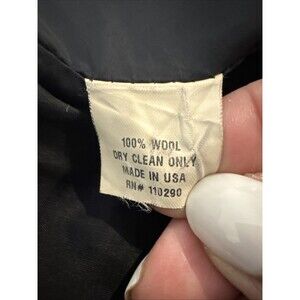 100% WOOL
DRY CLEAN ONLY
MADE IN USA
RN# 110290